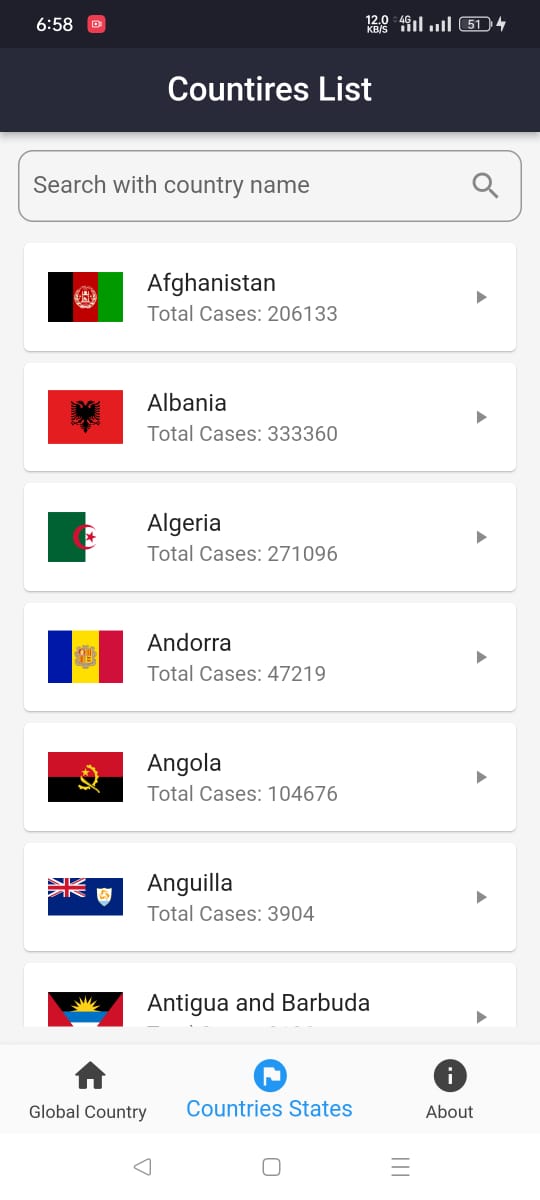 6:58
12.0 KB/S 4G 51
Countires List
Search with country name
Afghanistan
Total Cases: 206133
Albania
Total Cases: 333360
Algeria
Total Cases: 271096
Andorra
Total Cases: 47219
Angola
Total Cases: 104676
Anguilla
Total Cases: 3904
Antigua and Barbuda
Global Country
Countries States
About